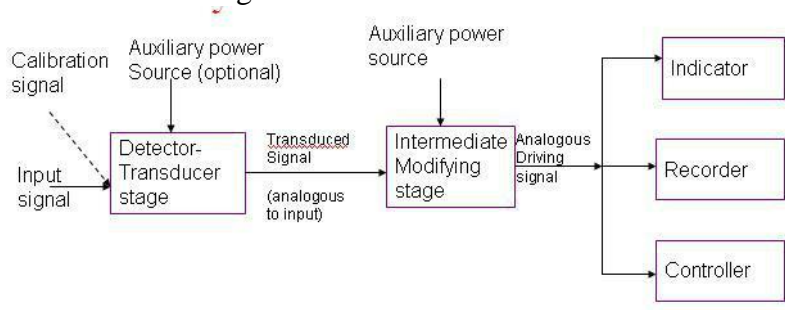 Calibration
signal
Auxiliary power
Source (optional)
Auxiliary power
source
Input
signal
Detector-
Transducer
stage
Transduced
Signal
(analogous
to input)
Intermediate
Modifying
stage
Analogous
Driving
signal
Indicator
Recorder
Controller